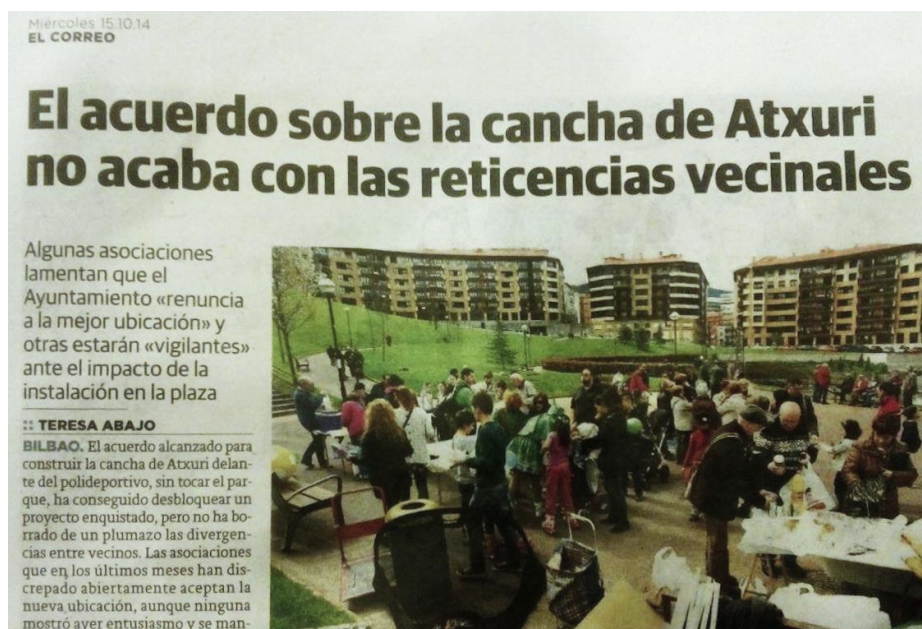 Miércoles 15.10.14
EL CORREO
El acuerdo sobre la cancha de Atxuri
no acaba con las reticencias vecinales
Algunas asociaciones
lamentan que el
Ayuntamiento «renuncia
a la mejor ubicación» y
otras estarán «vigilantes»
ante el impacto de la
instalación en la plaza
:: TERESA ABAJO
BILBAO. El acuerdo alcanzado para
construir la cancha de Atxuri delan-
te del polideportivo, sin tocar el par-
que, ha conseguido desbloquear un
proyecto enquistado, pero no ha bo-
rrado de un plumazo las divergen-
cias entre vecinos. Las asociaciones
que en los últimos meses han dis-
crepado abiertamente aceptan la
nueva ubicación, aunque ninguna
mostró ayer entusiasmo y se man-